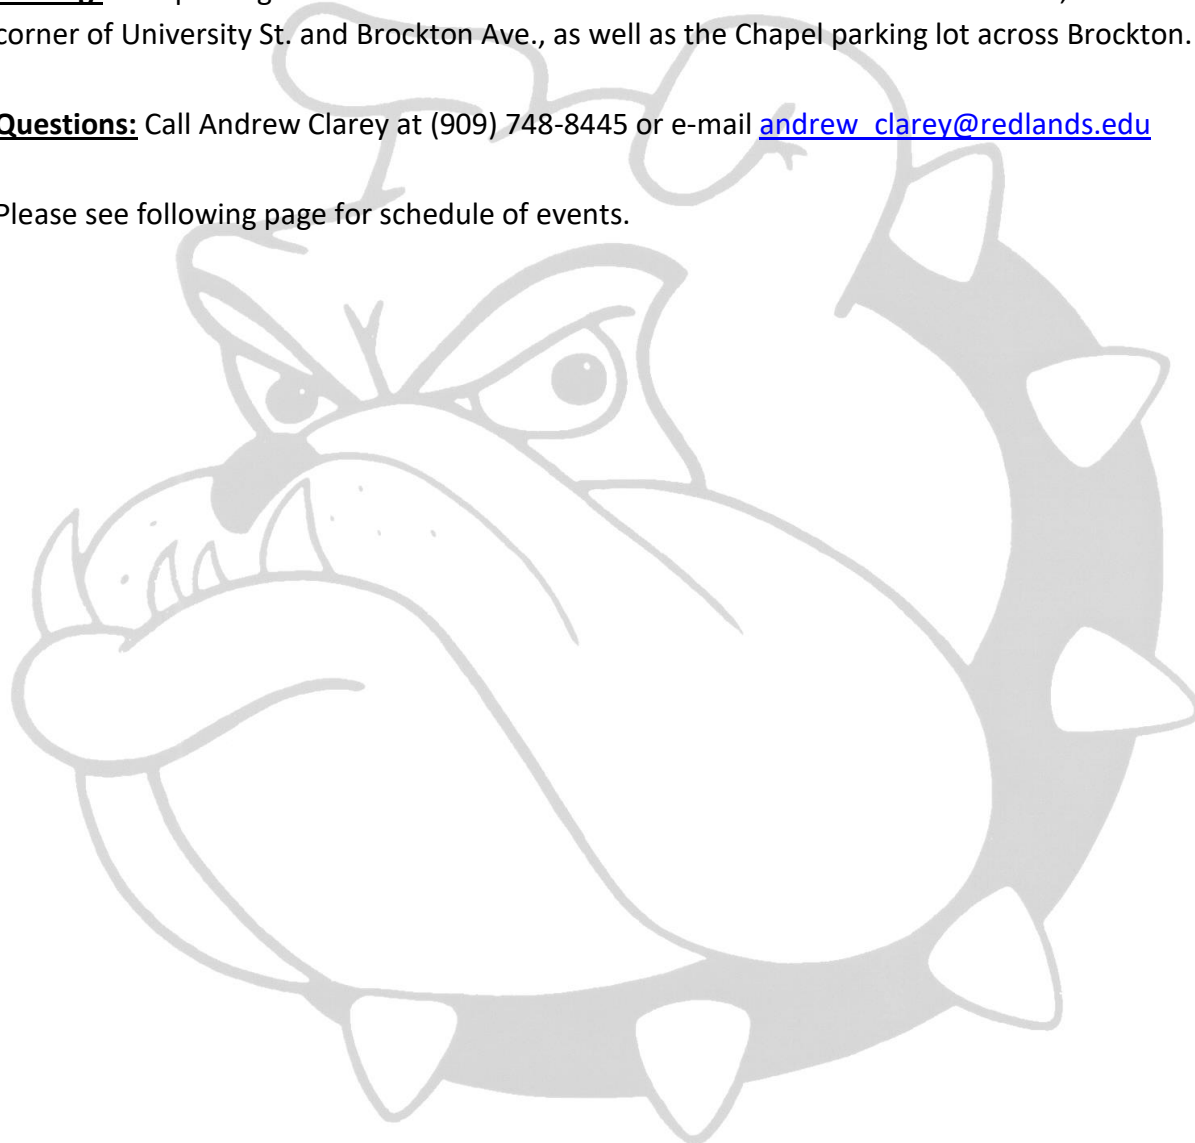 corner of University St. and Brockton Ave., as well as the Chapel parking lot across Brockton.
Questions: Call Andrew Clarey at (909) 748-8445 or e-mail andrew_clarey@redlands.edu
Please see following page for schedule of events.